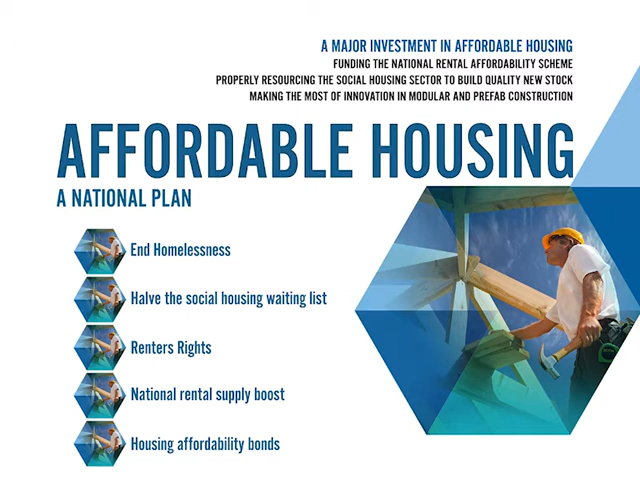 A MAJOR INVESTMENT IN AFFORDABLE HOUSING
FUNDING THE NATIONAL RENTAL AFFORDABILITY SCHEME
PROPERLY RESOURCING THE SOCIAL HOUSING SECTOR TO BUILD QUALITY NEW STOCK
MAKING THE MOST OF INNOVATION IN MODULAR AND PREFAB CONSTRUCTION
AFFORDABLE HOUSING
A NATIONAL PLAN
End Homelessness
Halve the social housing waiting list
Renters Rights
National rental supply boost
Housing affordability bonds